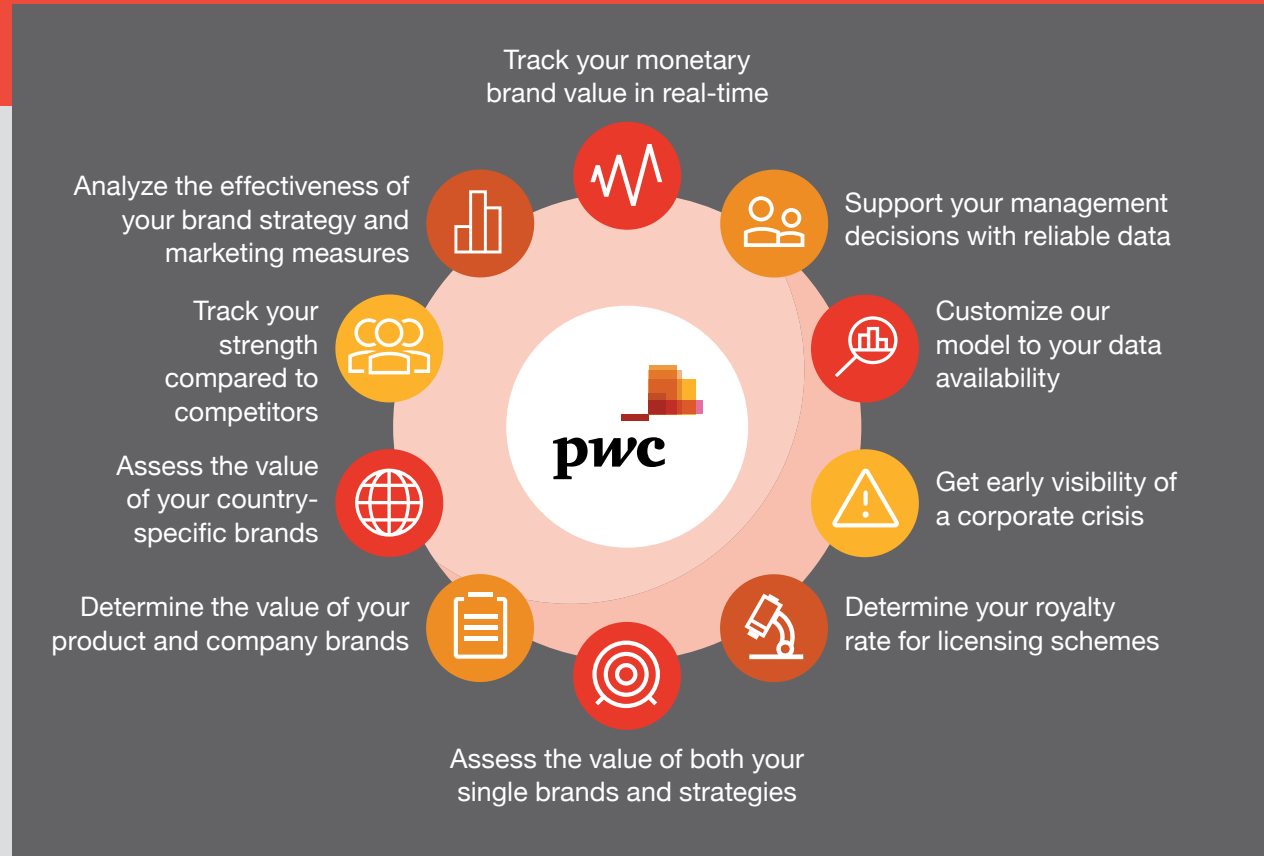 Track your monetary
brand value in real-time
Support your management
decisions with reliable data
Customize our
model to your data
availability
Get early visibility of
a corporate crisis
Determine your royalty
rate for licensing schemes
Assess the value of both your
single brands and strategies
Determine the value of your
product and company brands
Assess the value
of your country-
specific brands
Track your
strength
compared to
competitors
Analyze the effectiveness of
your brand strategy and
marketing measures
pwc